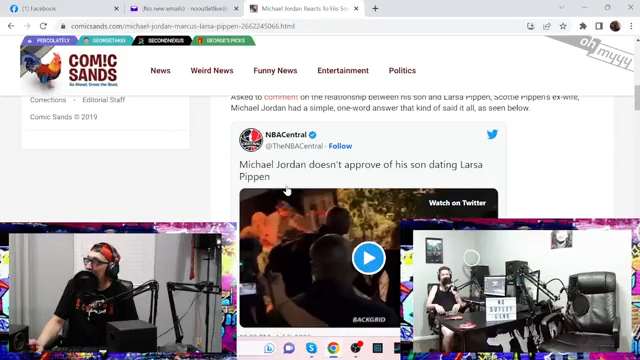 Facebook
(No new emails) - nooutletlive@
Michael Jordan Reacts To His Son
comicsands.com/michael-jordan-marcus-larsa-pippen-2662245066.html
PERCOLATELY
GEORGETAKEI
SECONDNEXUS
GEORGE'S PICKS
COMIC
SANDS
News
Weird News
Funny News
Entertainment
Politics
oh
myyy
Corrections
Editorial Staff
Comic Sands © 2019
Asked to comment on the relationship between his son and Larsa Pippen, Scottie Pippen's ex-wife,
Michael Jordan had a simple, one-word answer that kind of said it all, as seen below.
NBACentral
@TheNBACentral · Follow
Michael Jordan doesn't approve of his son dating Larsa
Pippen
Watch on Twitter
BACKGRID
NO
OUTLET
LIVE